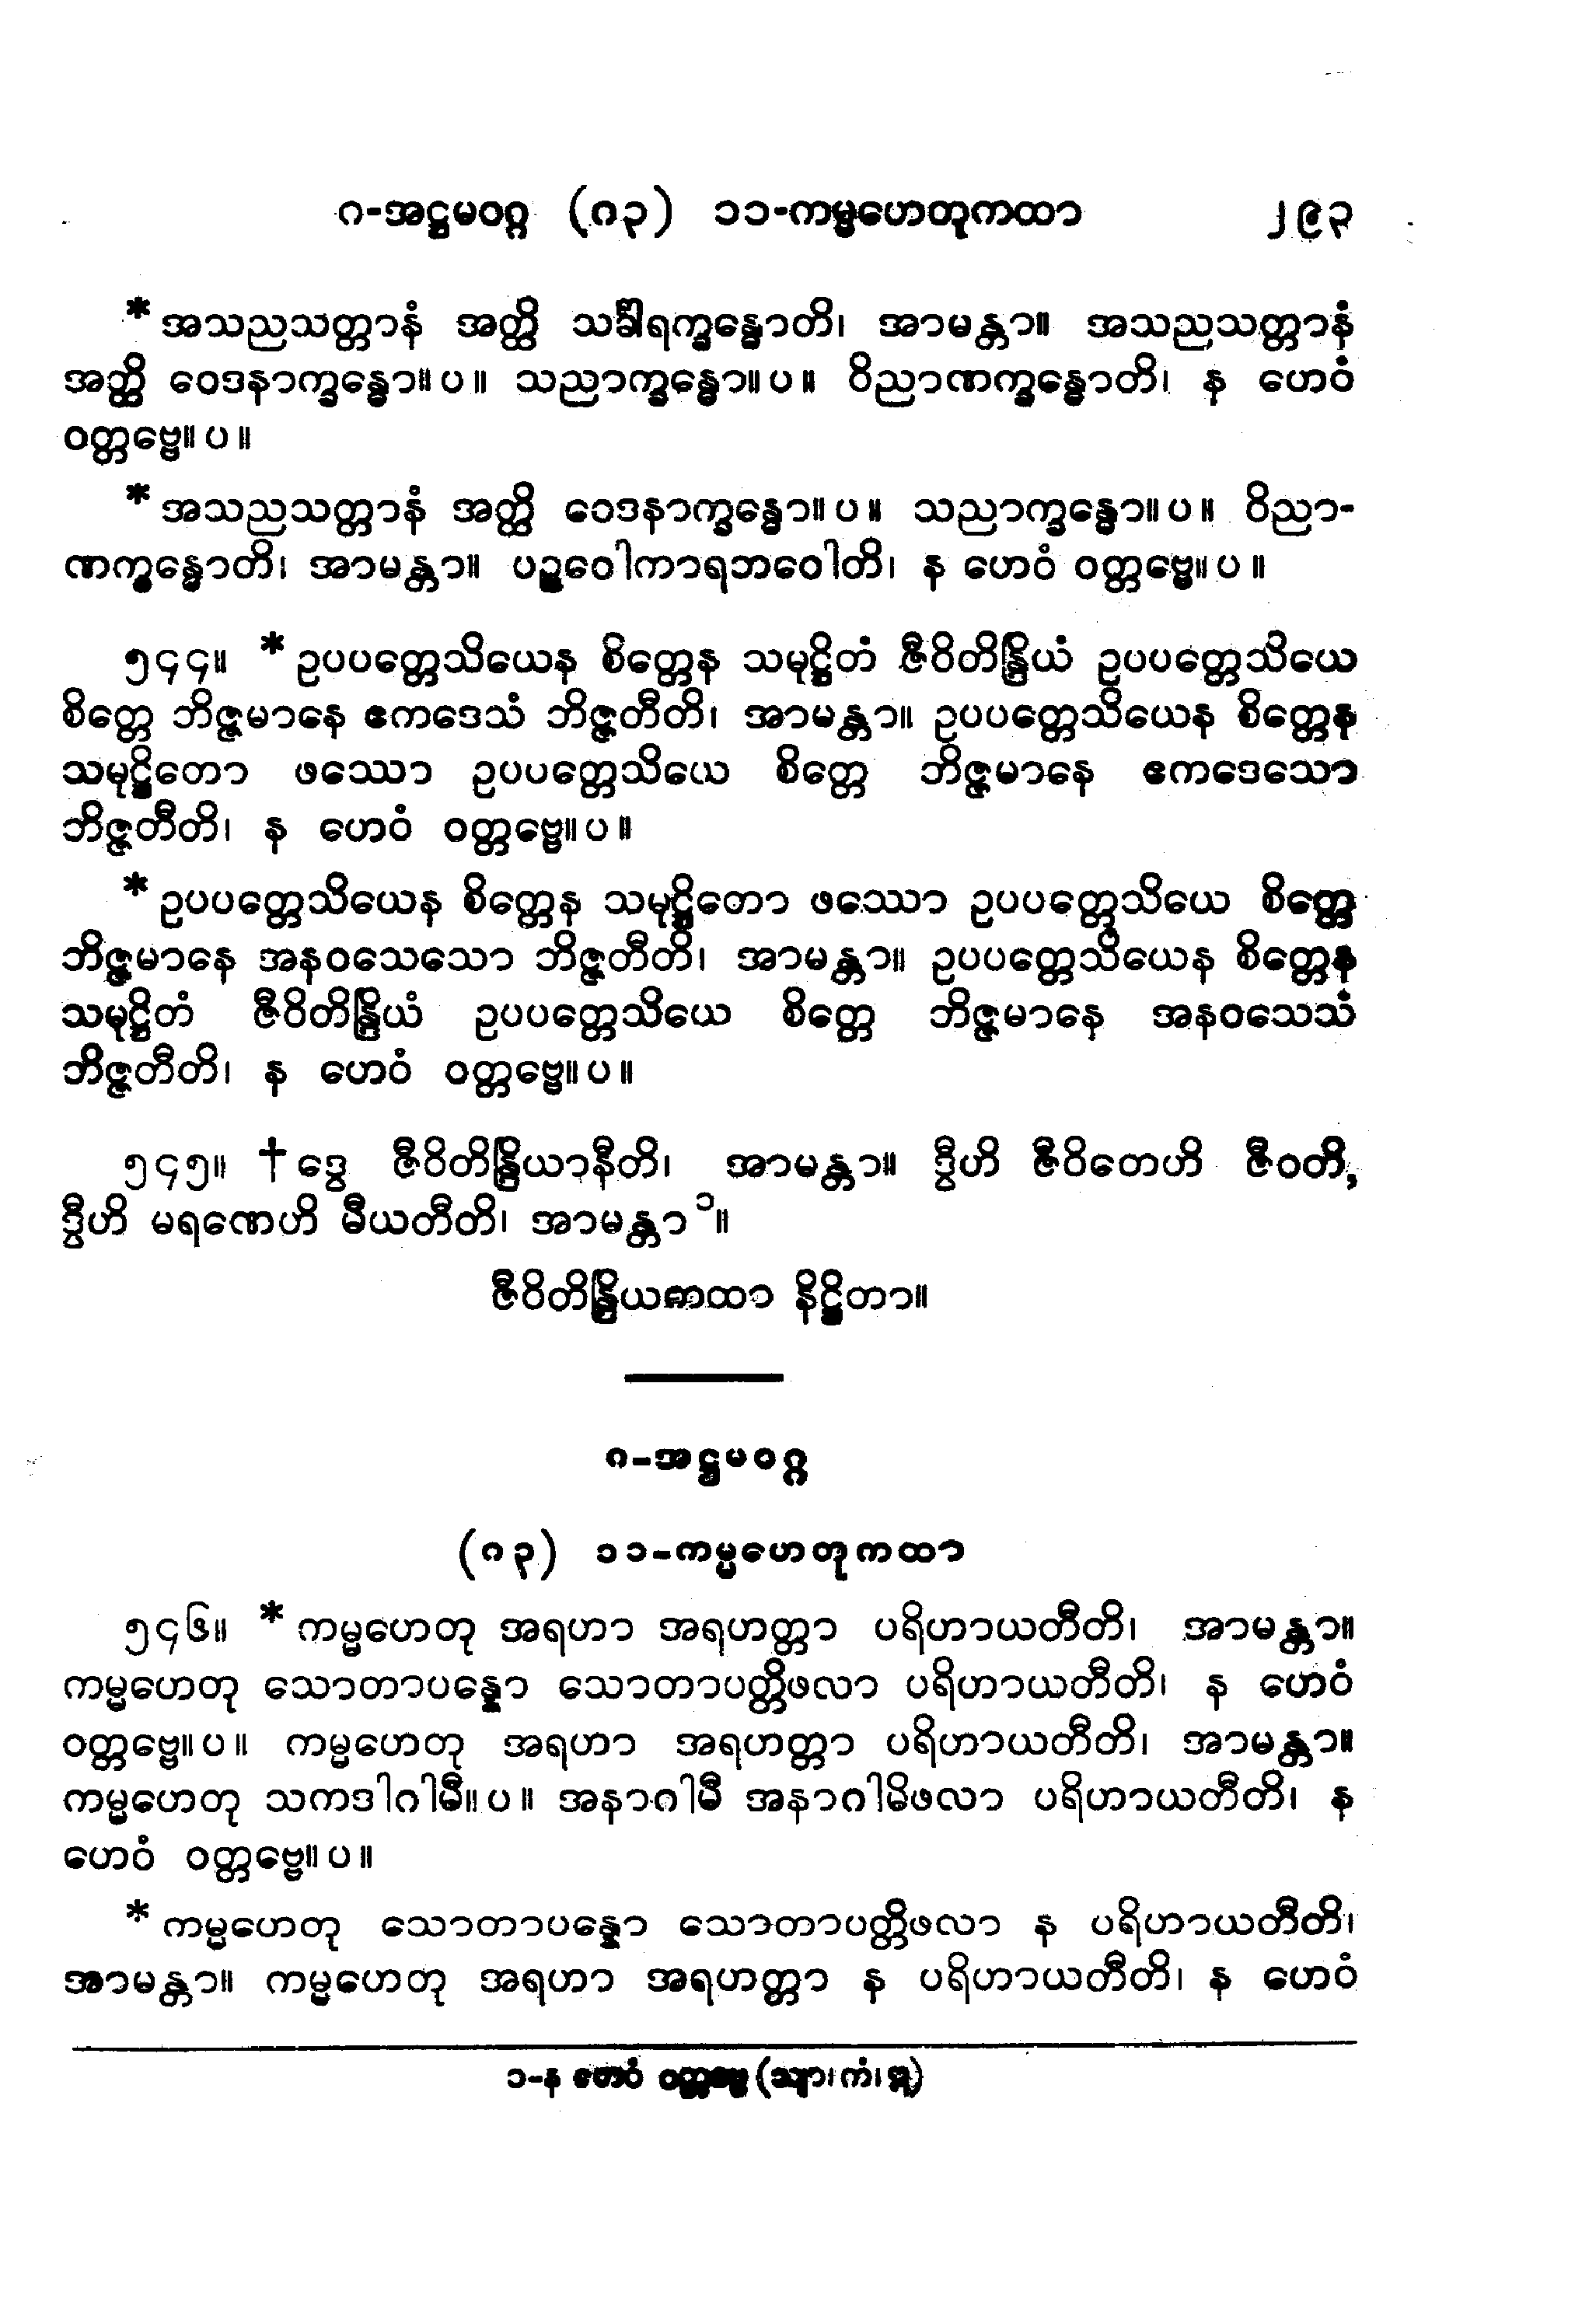 ၈-အဋ္ဌမဝဂ္ဂ (၈၃) ၁၁-ကမ္မဟေတုကထာ ၂၉၃
* အသညသတ္တာနံ အတ္ထိ သင်္ခါရက္ခန္ဓောတိ၊ အာမန္တာ။ အသညသတ္တာနံ
အတ္ထိ ဝေဒနာက္ခန္ဓော။ပ။ သညာက္ခန္ဓော။ပ။ ဝိညာဏက္ခန္ဓောတိ၊ န ဟေဝံ
ဝတ္တဗ္ဗေ။ပ။
* အသညသတ္တာနံ အတ္ထိ ဝေဒနာက္ခန္ဓော။ပ။ သညာက္ခန္ဓော။ပ။ ဝိညာ-
ဏက္ခန္ဓောတိ၊ အာမန္တာ။ ပဉ္စဝေါကာရဘဝေါတိ၊ န ဟေဝံ ဝတ္တဗ္ဗေ။ပ။
၅၄၄။ * ဥပပတ္တေသိယေန စိတ္တေန သမုဋ္ဌိတံ ဇီဝိတိန္ဒြိယံ ဥပပတ္တေသိယေ
စိတ္တေ ဘိဇ္ဇမာနေ ဧကဒေသံ ဘိဇ္ဇတီတိ၊ အာမန္တာ။ ဥပပတ္တေသိယေန စိတ္တေန
သမုဋ္ဌိတော ဖဿော ဥပပတ္တေသိယေ စိတ္တေ ဘိဇ္ဇမာနေ ဧကဒေသော
ဘိဇ္ဇတီတိ၊ န ဟေဝံ ဝတ္တဗ္ဗေ။ပ။
* ဥပပတ္တေသိယေန စိတ္တေန သမုဋ္ဌိတော ဖဿော ဥပပတ္တေသိယေ စိတ္တေ
ဘိဇ္ဇမာနေ အနဝသေသော ဘိဇ္ဇတီတိ၊ အာမန္တာ။ ဥပပတ္တေသိယေန စိတ္တေန
သမုဋ္ဌိတံ ဇီဝိတိန္ဒြိယံ ဥပပတ္တေသိယေ စိတ္တေ ဘိဇ္ဇမာနေ အနဝသေသံ
ဘိဇ္ဇတီတိ၊ န ဟေဝံ ဝတ္တဗ္ဗေ။ပ။
၅၄၅။ † ဒွေ ဇီဝိတိန္ဒြိယာနီတိ၊ အာမန္တာ။ ဒွီဟိ ဇီဝိတေဟိ ဇီဝတိ,
ဒွီဟိ မရဏေဟိ မီယတီတိ၊ အာမန္တာ ၁။
ဇီဝိတိန္ဒြိယကထာ နိဋ္ဌိတာ။
၈-အဋ္ဌမဝဂ္ဂ
(၈၃) ၁၁-ကမ္မဟေတုကထာ
၅၄၆။ * ကမ္မဟေတု အရဟာ အရဟတ္တာ ပရိဟာယတီတိ၊ အာမန္တာ။
ကမ္မဟေတု သောတာပန္နော သောတာပတ္တိဖလာ ပရိဟာယတီတိ၊ န ဟေဝံ
ဝတ္တဗ္ဗေ။ပ။ ကမ္မဟေတု အရဟာ အရဟတ္တာ ပရိဟာယတီတိ၊ အာမန္တာ။
ကမ္မဟေတု သကဒါဂါမီ။ပ။ အနာဂါမီ အနာဂါမိဖလာ ပရိဟာယတီတိ၊ န
ဟေဝံ ဝတ္တဗ္ဗေ။ပ။
* ကမ္မဟေတု သောတာပန္နော သောတာပတ္တိဖလာ န ပရိဟာယတီတိ၊
အာမန္တာ။ ကမ္မဟေတု အရဟာ အရဟတ္တာ န ပရိဟာယတီတိ၊ န ဟေဝံ
၁-န ဟေဝံ ဝတ္တဗ္ဗေ (သျာ၊ ကံ၊ ဣ)